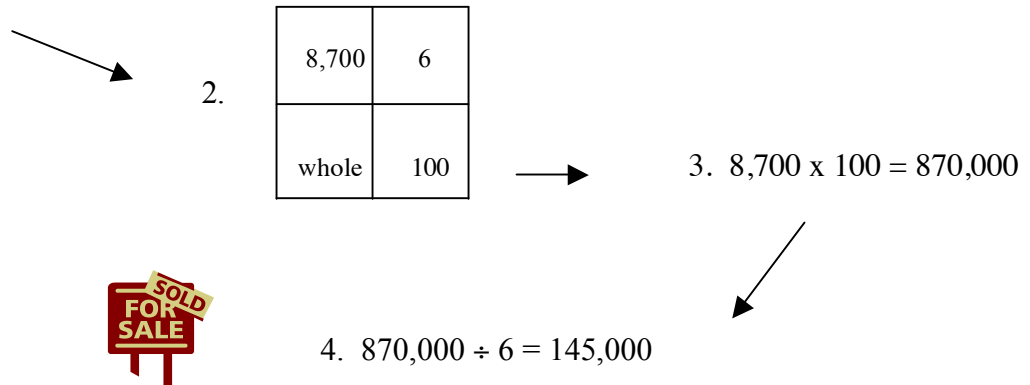 2.
8,700 6
whole 100
3. 8,700 x 100 = 870,000
SOLD
FOR
SALE
4. 870,000 ÷ 6 = 145,000